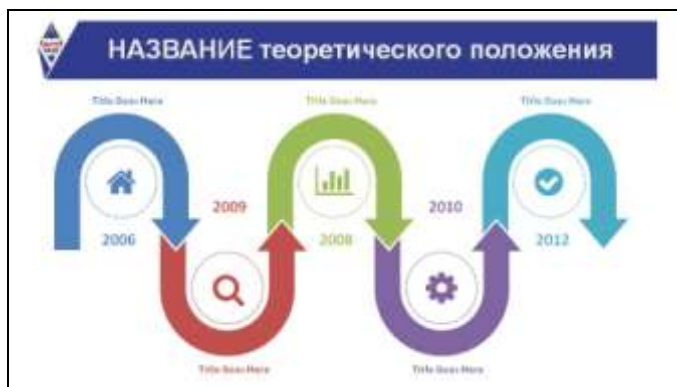 НАЗВАНИЕ теоретического положения
Title Goes Here
Title Goes Here
Title Goes Here
2009
2010
2006
2008
2012
Title Goes Here
Title Goes Here